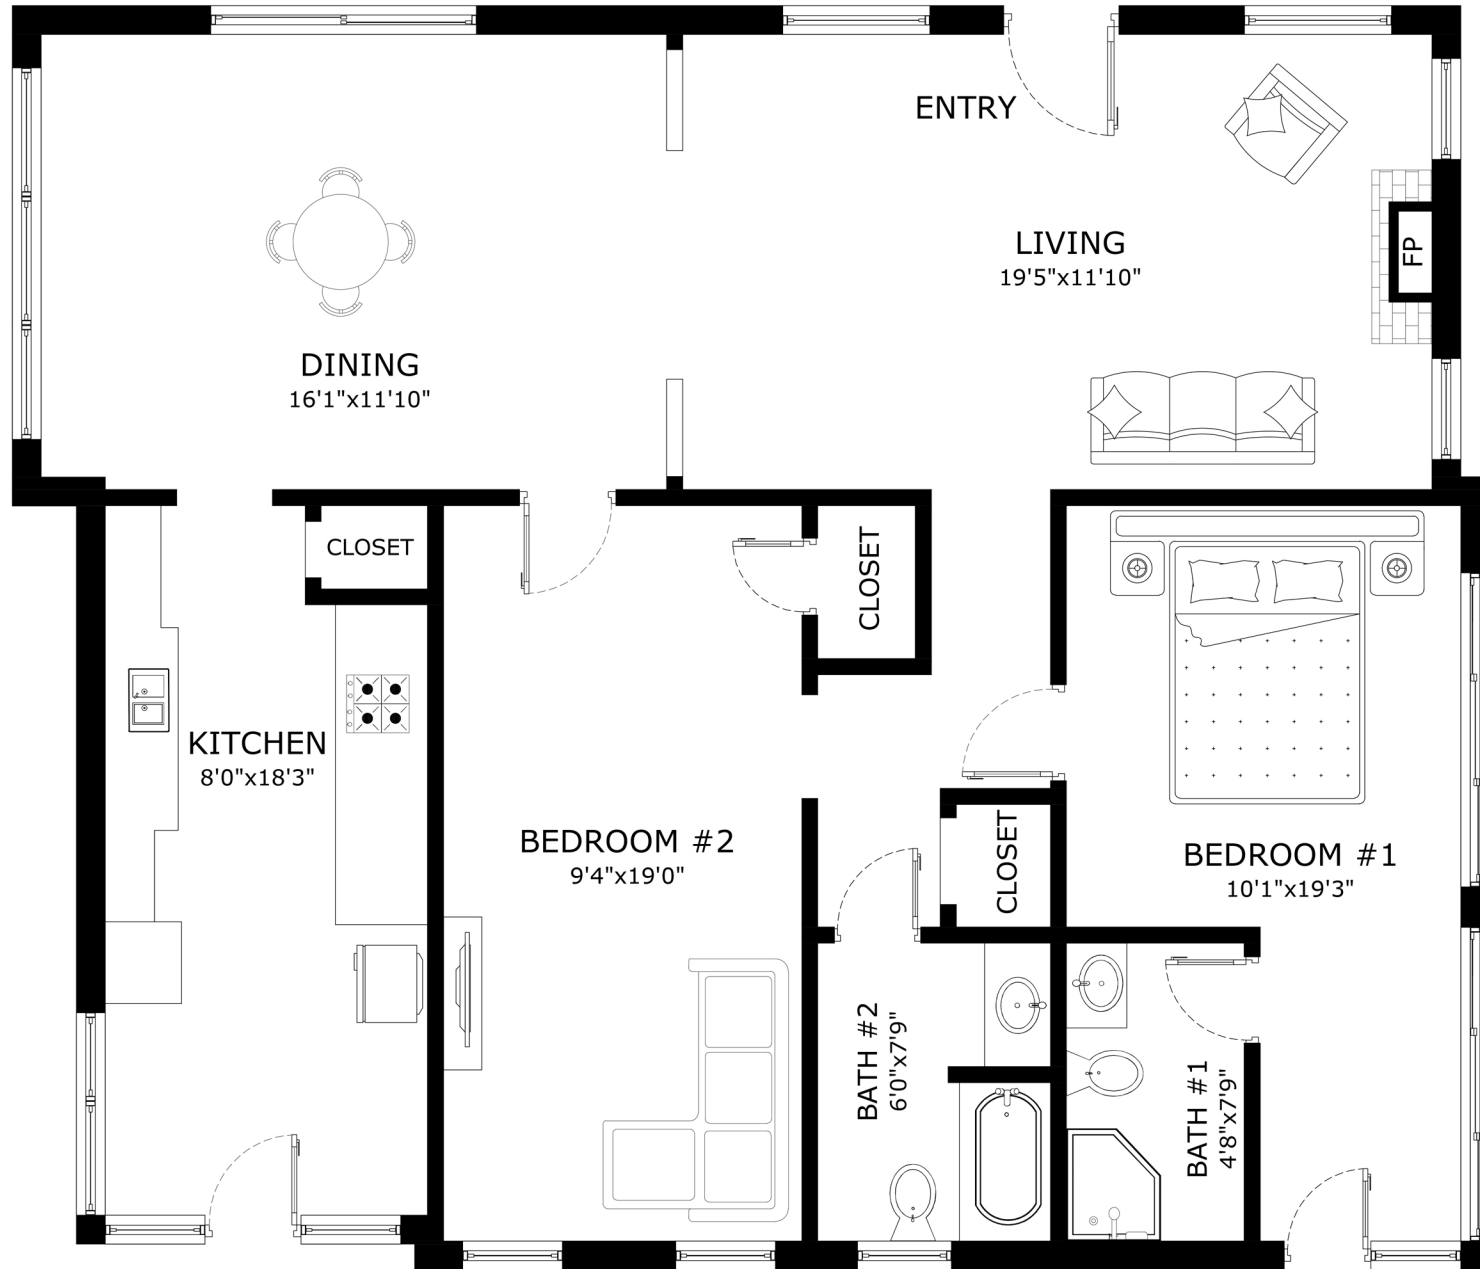 ENTRY
LIVING
19'5"x11'10"
FP
DINING
16'1"x11'10"
CLOSET
CLOSET
KITCHEN
8'0"x18'3"
BEDROOM #2
9'4"x19'0"
CLOSET
BEDROOM #1
10'1"x19'3"
BATH #2
6'0"x7'9"
BATH #1
4'8"x7'9"